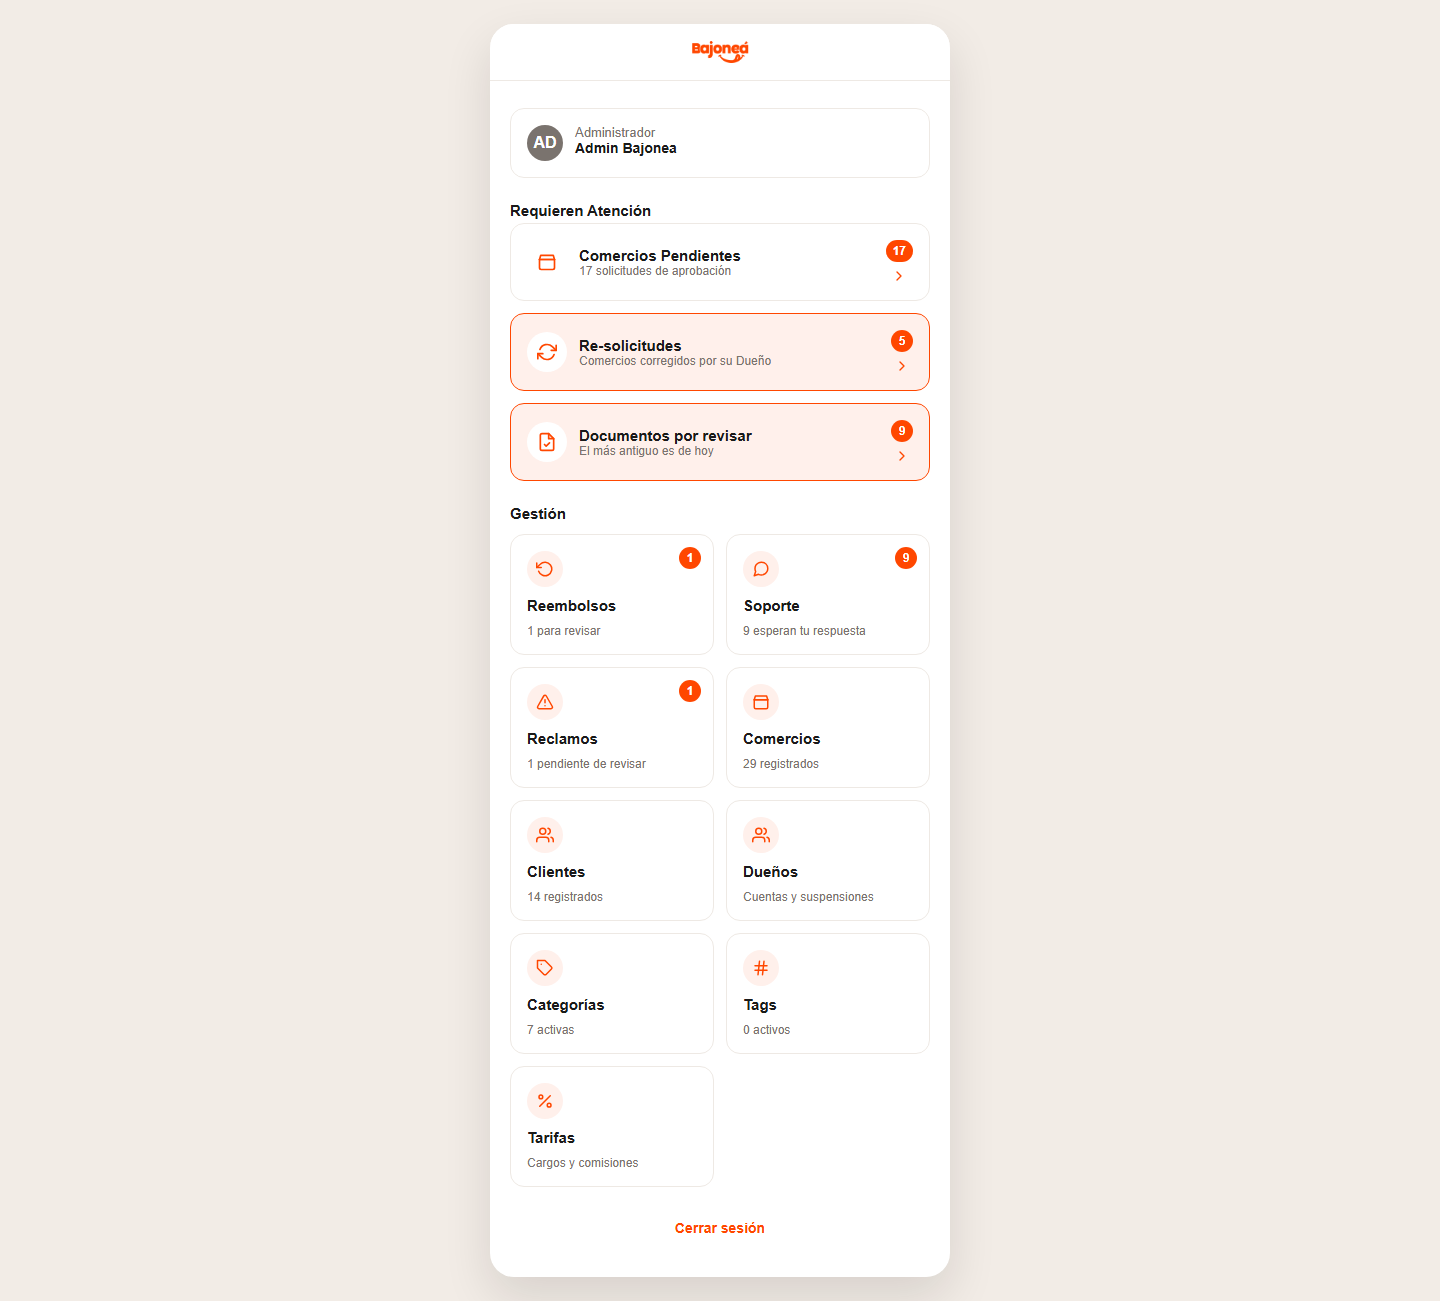 Bajoneá
AD
Administrador
Admin Bajonea
Requieren Atención
Comercios Pendientes
17 solicitudes de aprobación
17
Re-solicitudes
Comercios corregidos por su Dueño
5
Documentos por revisar
El más antiguo es de hoy
9
Gestión
1
Reembolsos
1 para revisar
9
Soporte
9 esperan tu respuesta
1
Reclamos
1 pendiente de revisar
Comercios
29 registrados
Clientes
14 registrados
Dueños
Cuentas y suspensiones
Categorías
7 activas
Tags
0 activos
Tarifas
Cargos y comisiones
Cerrar sesión